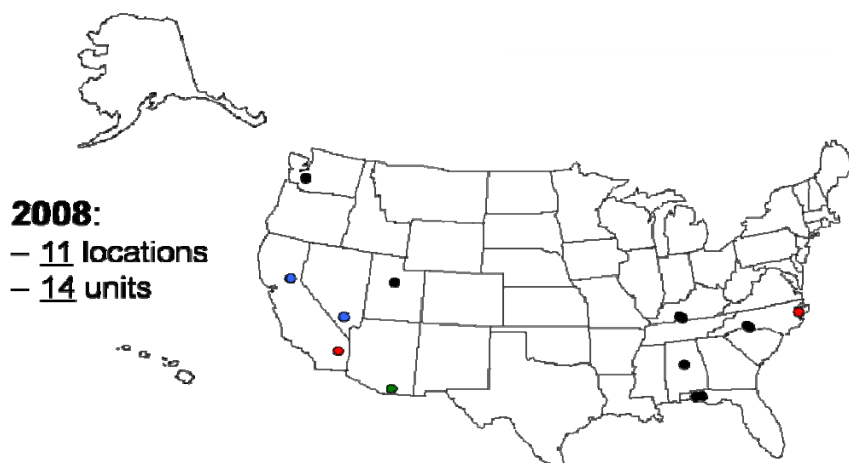 2008:
– 11 locations
– 14 units